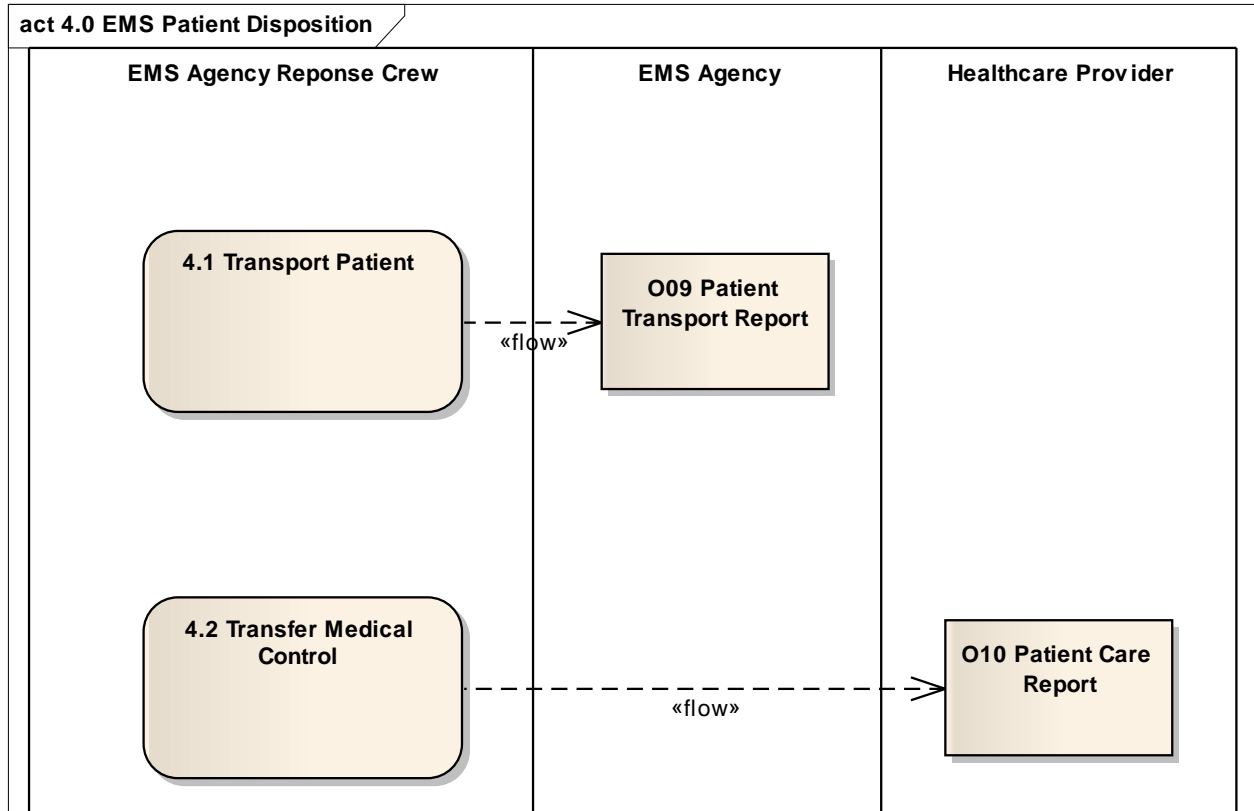 act 4.0 EMS Patient Disposition
EMS Agency Reponse Crew
EMS Agency
Healthcare Provider
4.1 Transport Patient
«flow»
O09 Patient
Transport Report
4.2 Transfer Medical
Control
«flow»
O10 Patient Care
Report